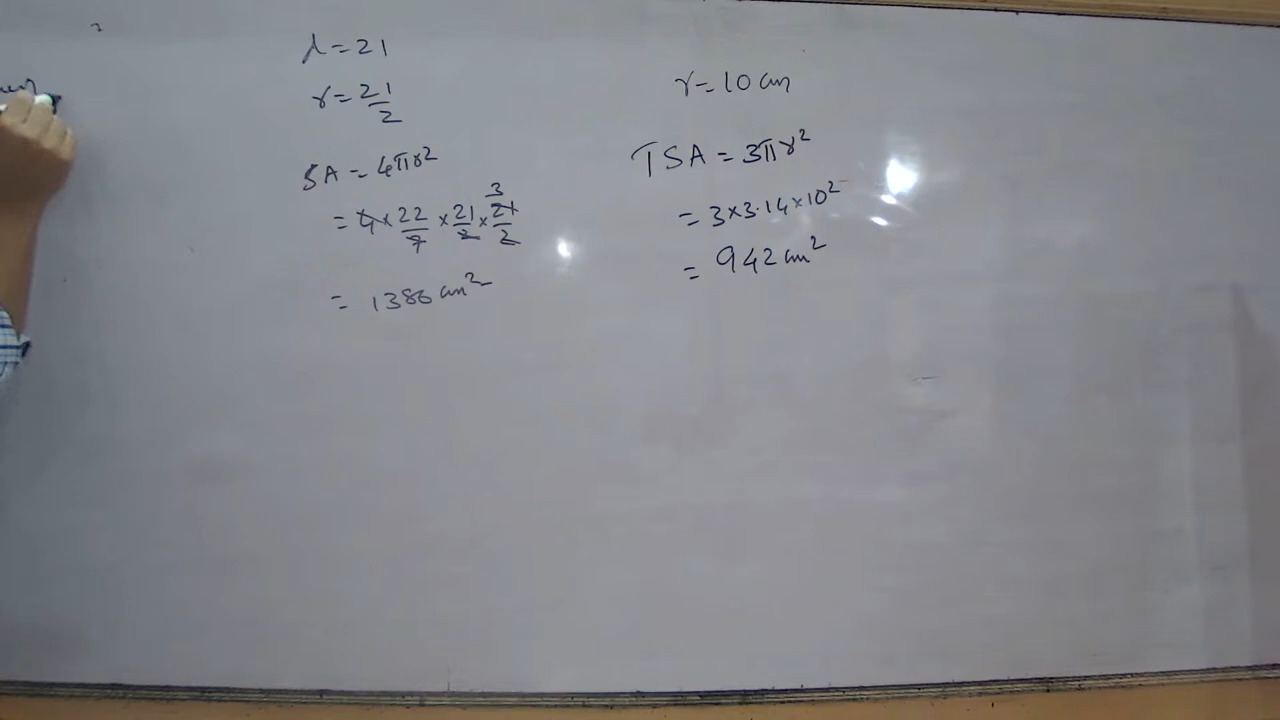 d = 21
r = 21/2
SA = 4πr²
= 4 × 22/7 × 21/2 × 21/2 3
= 1386 cm²
r = 10 cm
TSA = 3πr²
= 3 × 3.14 × 10²
= 942 cm²